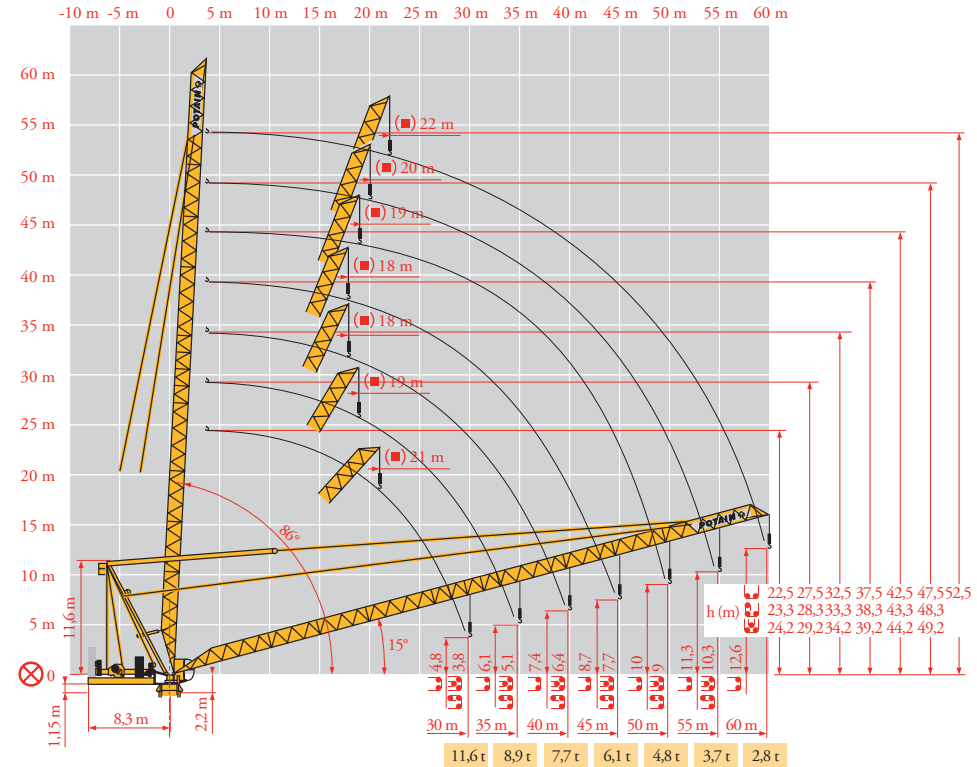 -10 m -5 m 0 5 m 10 m 15 m 20 m 25 m 30 m 35 m 40 m 45 m 50 m 55 m 60 m
60 m
55 m
50 m
45 m
40 m
35 m
30 m
25 m
20 m
15 m
10 m
5 m
0
POTAIN
(■) 22 m
(■) 20 m
(■) 19 m
(■) 18 m
(■) 18 m
(■) 19 m
(■) 21 m
86°
15°
POTAIN
11,6 m
1,15 m
8,3 m
2,2 m
h (m)
22,5 27,5 32,5 37,5 42,5 47,5 52,5
23,3 28,3 33,3 38,3 43,3 48,3
24,2 29,2 34,2 39,2 44,2 49,2
4,8 3,8 6,1 5,1 7,4 6,4 8,7 7,7 10 9 11,3 10,3 12,6
30 m 35 m 40 m 45 m 50 m 55 m 60 m
11,6 t 8,9 t 7,7 t 6,1 t 4,8 t 3,7 t 2,8 t